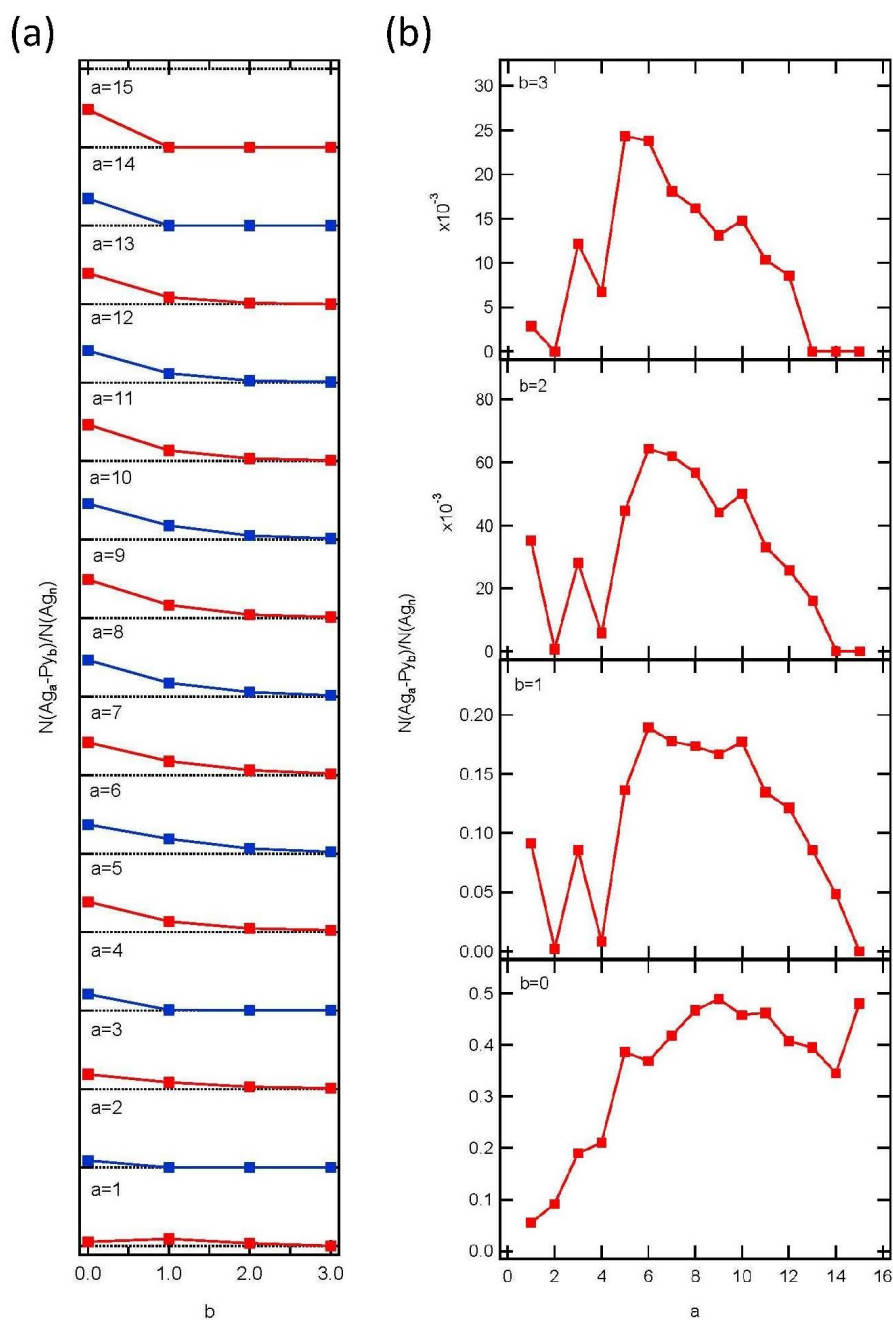 (a)
a=15
a=14
a=13
a=12
a=11
a=10
a=9
a=8
a=7
a=6
a=5
a=4
a=3
a=2
a=1
N(Agₐ-Py_b)/N(Agₙ)
0.0 1.0 2.0 3.0
b
(b)
b=3
30
25
20
15
10
5
0
x10⁻³
b=2
80
60
40
20
0
x10⁻³
N(Agₐ-Py_b)/N(Agₙ)
b=1
0.20
0.15
0.10
0.05
0.00
b=0
0.5
0.4
0.3
0.2
0.1
0.0
0 2 4 6 8 10 12 14 16
a